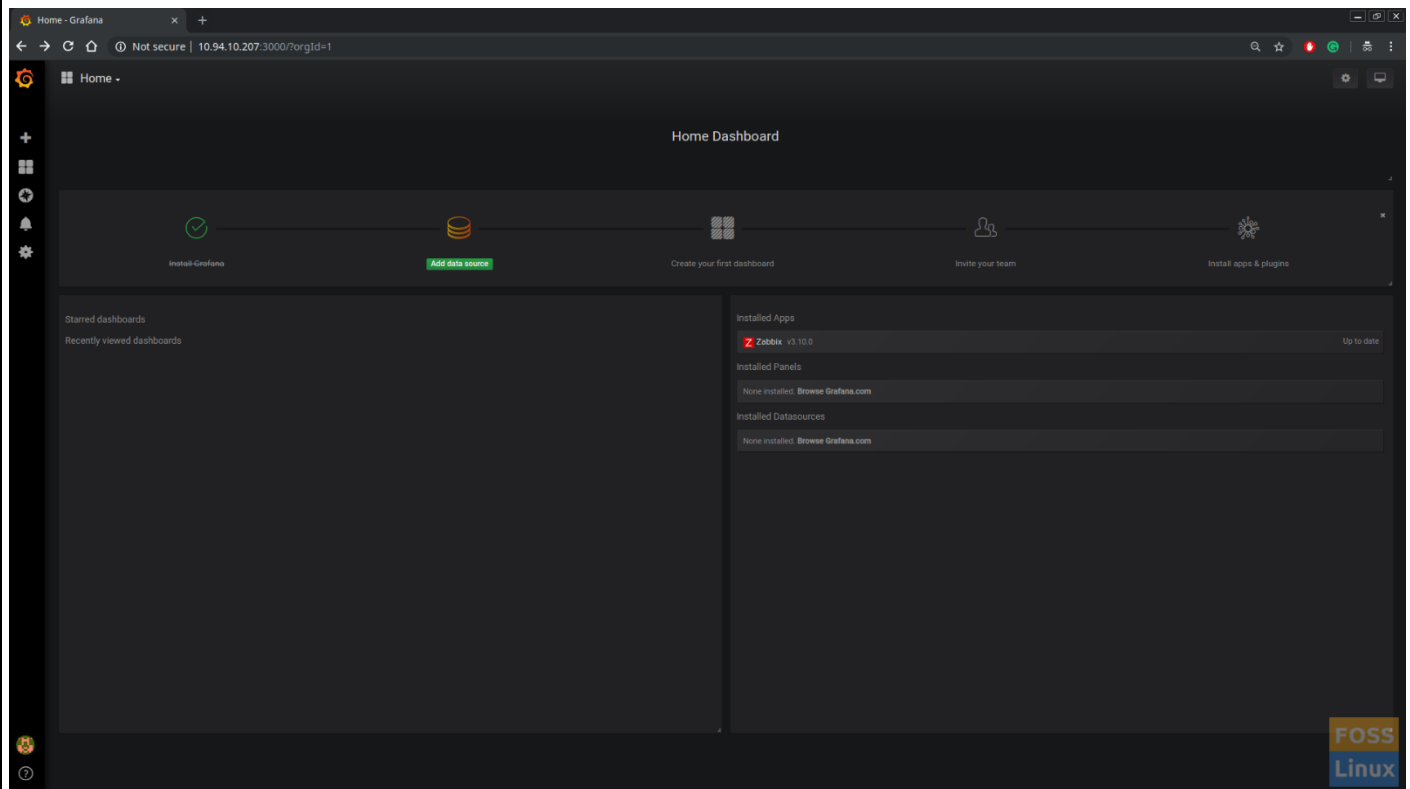 Home - Grafana
Not secure | 10.94.10.207:3000/?orgId=1
Home
Home Dashboard
Install Grafana
Add data source
Create your first dashboard
Invite your team
Install apps & plugins
Starred dashboards
Recently viewed dashboards
Installed Apps
Z Zabbix v3.10.0 Up to date
Installed Panels
None installed. Browse Grafana.com
Installed Datasources
None installed. Browse Grafana.com
FOSS
Linux